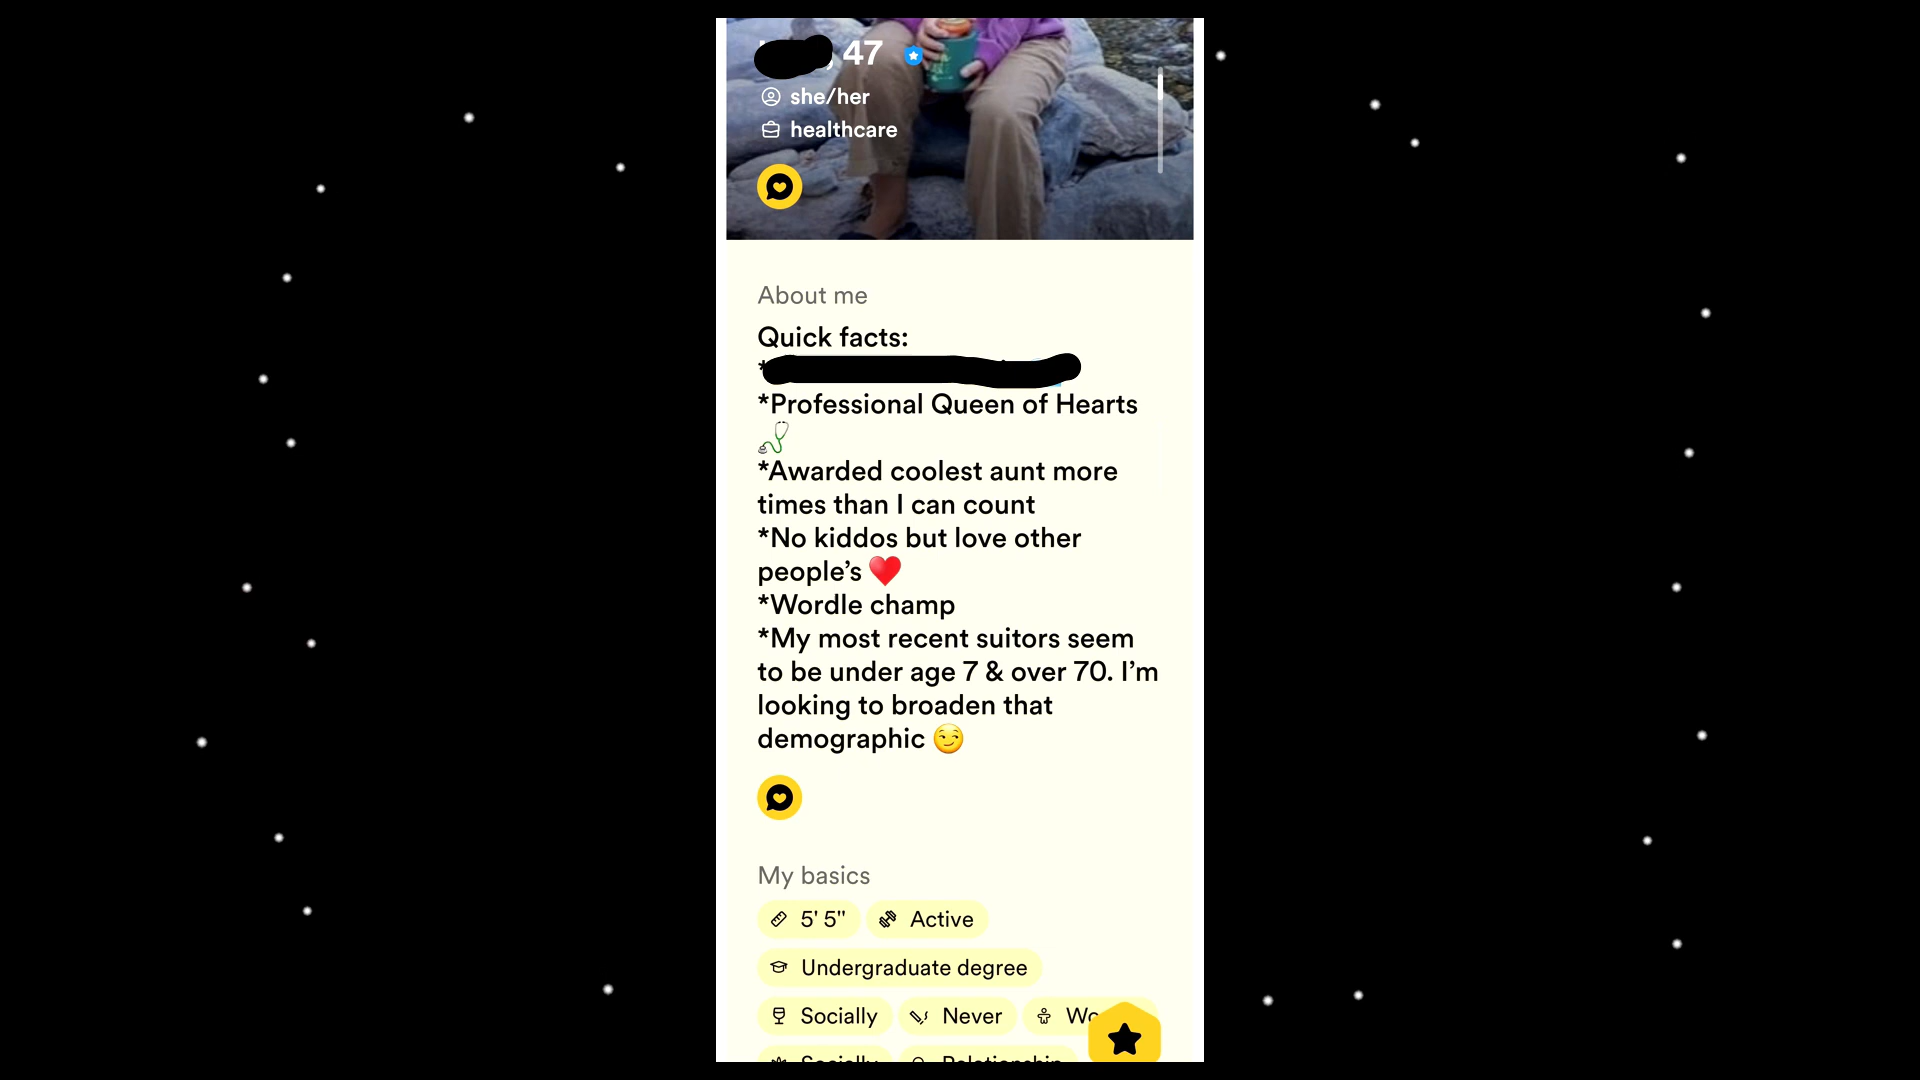 47
she/her
healthcare
About me
Quick facts:
*
*Professional Queen of Hearts
🩺
*Awarded coolest aunt more
times than I can count
*No kiddos but love other
people’s ♥️
*Wordle champ
*My most recent suitors seem
to be under age 7 & over 70. I’m
looking to broaden that
demographic 😏
My basics
5' 5" Active
Undergraduate degree
Socially Never
Socially Relationship